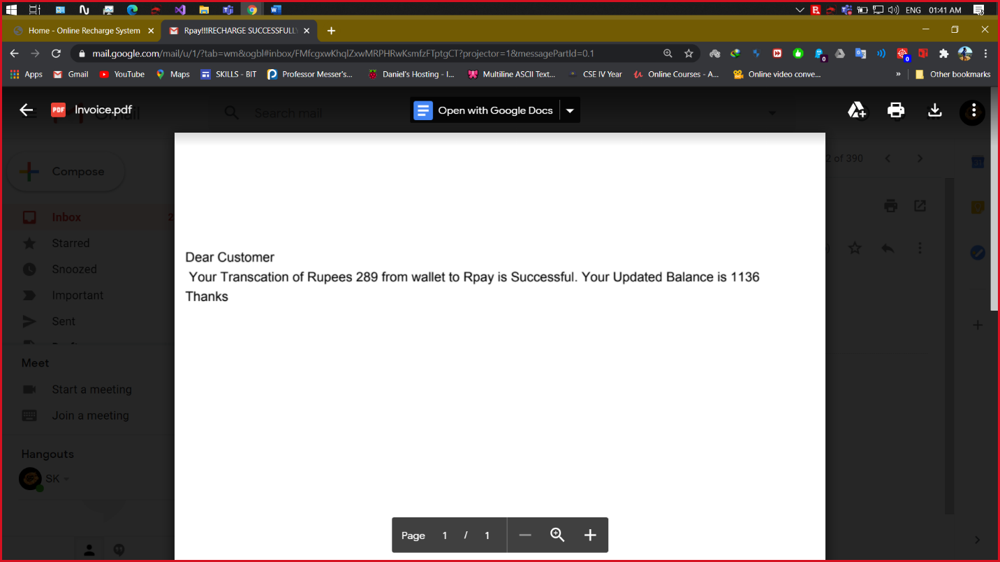 ENG 01:41 AM
Home - Online Recharge System
Rpay!!!RECHARGE SUCCESSFULLY
mail.google.com/mail/u/1/?tab=wm&ogbl#inbox/FMfcgxwKhqlZxwMRPHRwKsmfzFTptgCT?projector=1&messagePartId=0.1
Apps Gmail YouTube Maps SKILLS - BIT Professor Messer's... Daniel's Hosting - I... Multiline ASCII Text... CSE IV Year Online Courses - A... Online video conve... » Other bookmarks
PDF Invoice.pdf
Gmail
Search mail
Open with Google Docs
Compose
2 of 390
Inbox 2
Starred
Snoozed
Important
Sent
Meet
Start a meeting
Join a meeting
Hangouts
SK
Dear Customer
Your Transcation of Rupees 289 from wallet to Rpay is Successful. Your Updated Balance is 1136
Thanks
Page 1 / 1